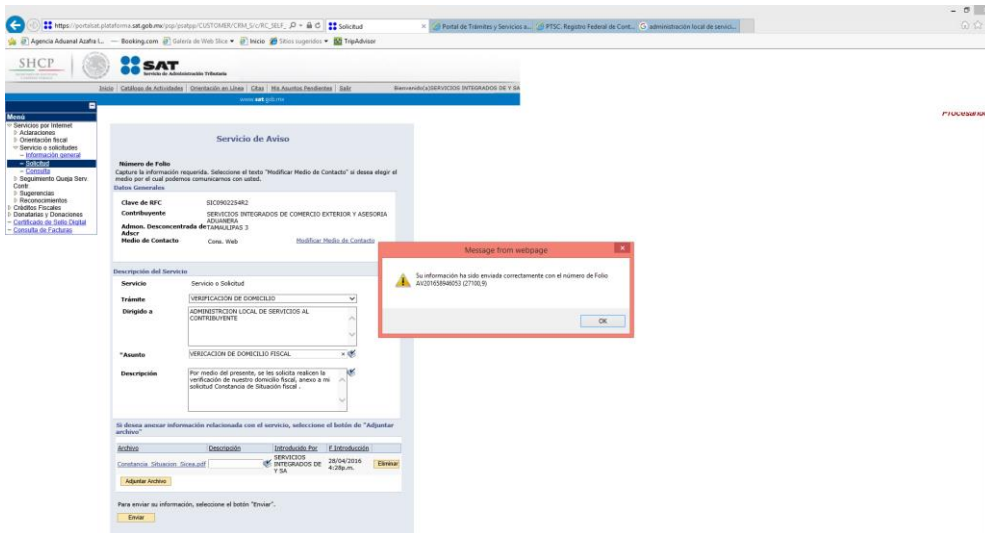 https://portalsat.plataforma.sat.gob.mx/
Solicitud
Portal de Trámites y Servicios a...
PTSC. Registro Federal de Cont...
administración local de servici...
Agencia Aduanal Azafra L...
Booking.com
Galería de Web Slice
Inicio
Sitios sugeridos
TripAdvisor
SHCP
SAT
Servicio de Administración Tributaria
Inicio | Catálogo de Actividades | Orientación en Línea | Citas | Mis Asuntos Pendientes | Salir
Bienvenido(a)SERVICIOS INTEGRADOS DE Y SA
www.sat.gob.mx
Menú
Servicios por Internet
Aclaraciones
Orientación fiscal
Servicio o solicitudes
Información general
Solicitud
Consulta
Seguimiento Queja Serv.
Contr
Sugerencias
Reconocimientos
Créditos Fiscales
Donatarias y Donaciones
Certificado de Sello Digital
Consulta de Facturas
Servicio de Aviso
Número de Folio
Capture la información requerida. Seleccione el texto "Modificar Medio de Contacto" si desea elegir el
medio por el cual podemos comunicarnos con usted.
Datos Generales
Clave de RFC SIC0902254R2
Contribuyente SERVICIOS INTEGRADOS DE COMERCIO EXTERIOR Y ASESORIA
ADUANERA
Admon. Desconcentrada de TAMAULIPAS 3
Adscr
Medio de Contacto Cons. Web Modificar Medio de Contacto
Descripción del Servicio
Servicio Servicio o Solicitud
Trámite VERIFICACION DE DOMICILIO
Dirigido a ADMINISTRCION LOCAL DE SERVICIOS AL
CONTRIBUYENTE
*Asunto VERICACION DE DOMICILIO FISCAL
Descripción Por medio del presente, se les solicita realicen la
verificación de nuestro domicilio fiscal, anexo a mi
solicitud Constancia de Situación fiscal .
Si desea anexar información relacionada con el servicio, seleccione el botón de "Adjuntar
archivo"
Archivo Descripción Introducido Por F.Introducción
Constancia_Situacion_Sicea.pdf SERVICIOS
INTEGRADOS DE
Y SA 28/04/2016
4:28p.m. Eliminar
Adjuntar Archivo
Para enviar su información, seleccione el botón "Enviar".
Enviar
Message from webpage
Su información ha sido enviada correctamente con el número de Folio
AV201658946053 (27100,9)
OK